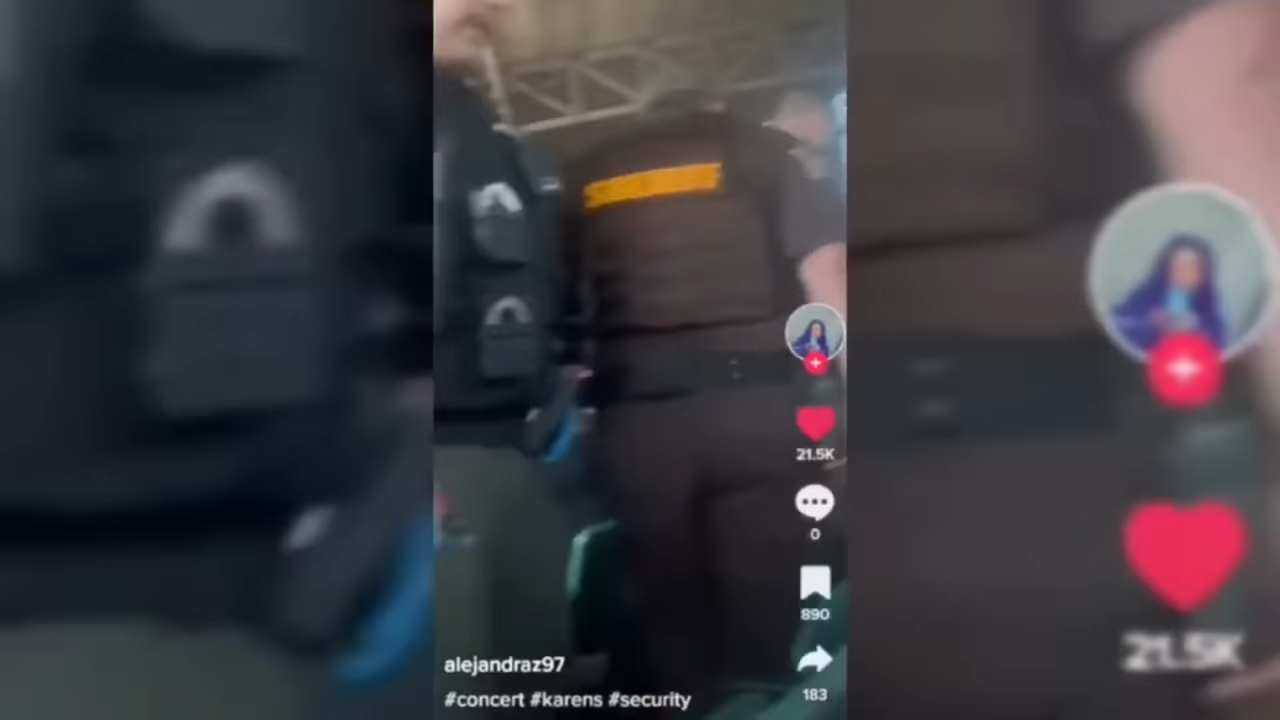 21.5K
0
890
183
alejandraz97
#concert #karens #security
21.5K